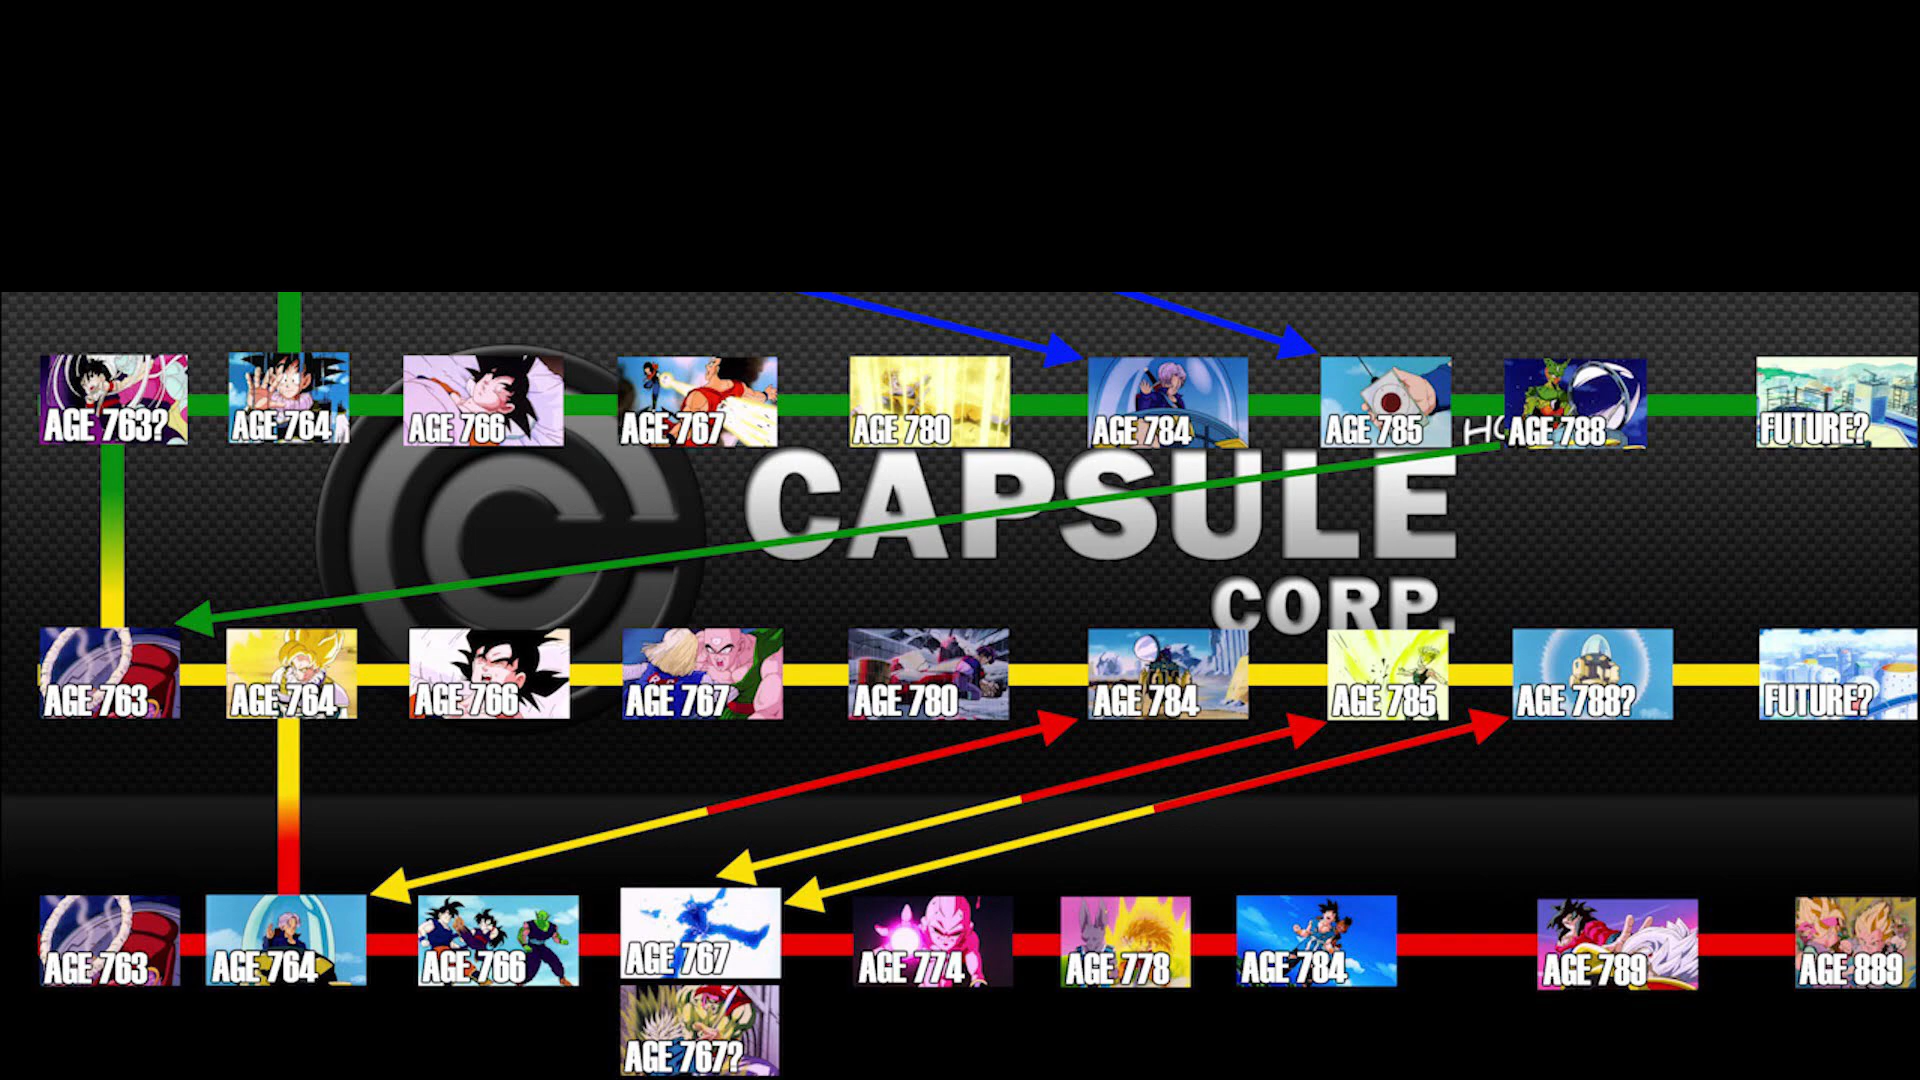 AGE 763?
AGE 764
AGE 766
AGE 767
AGE 780
AGE 784
AGE 785
HO
AGE 788
FUTURE?
CAPSULE
CORP.
AGE 763
AGE 764
AGE 766
AGE 767
AGE 780
AGE 784
AGE 785
AGE 788?
FUTURE?
AGE 763
AGE 764
AGE 766
AGE 767
AGE 774
AGE 778
AGE 784
AGE 789
AGE 889
AGE 767?